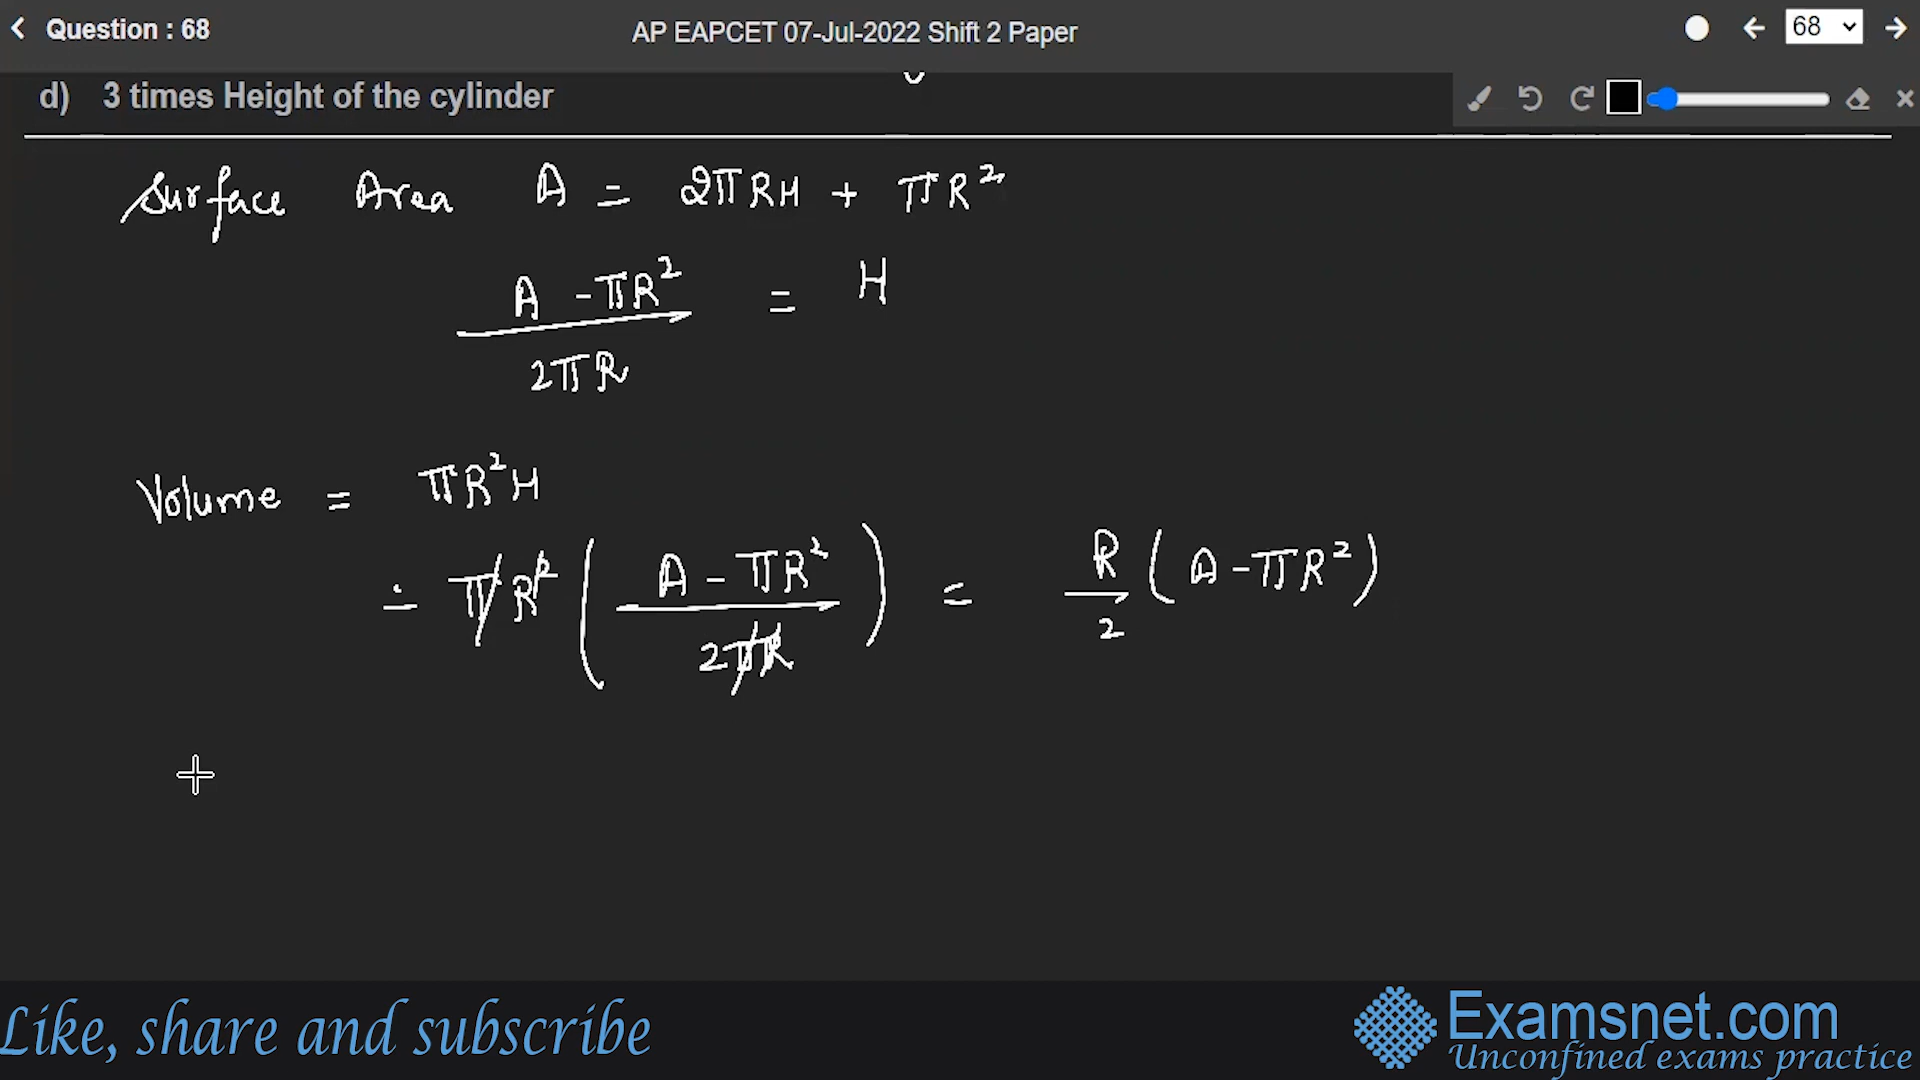 Question : 68
AP EAPCET 07-Jul-2022 Shift 2 Paper
68
d) 3 times Height of the cylinder
Surface Area A = 2πRH + πR²
A - πR² / 2πR = H
Volume = πR²H
= πR² ( A - πR² / 2πR ) = R/2 ( A - πR² )
Like, share and subscribe
Examsnet.com
Unconfined exams practice